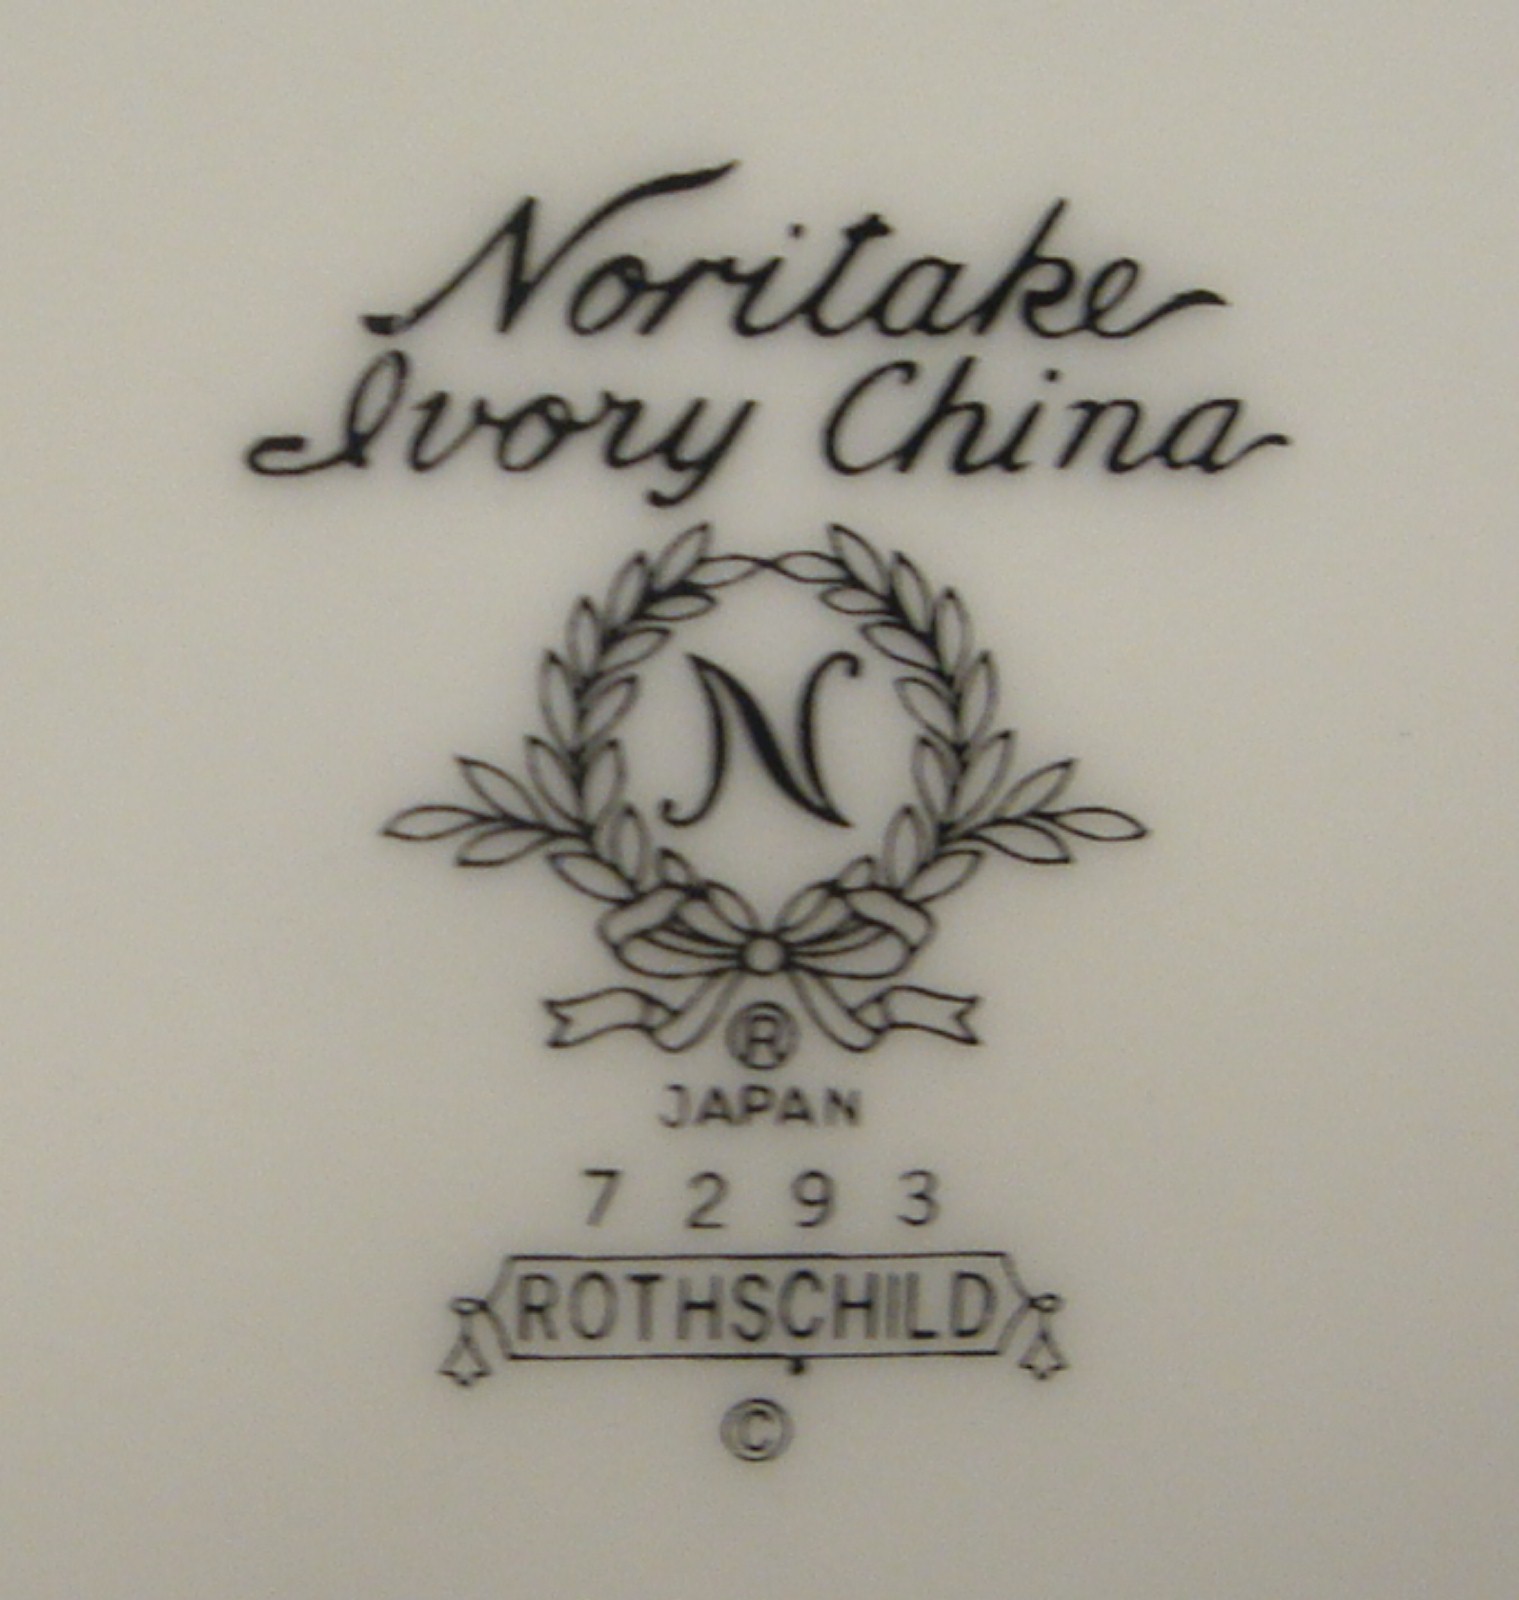 Noritake
Ivory China
N
®
JAPAN
7293
ROTHSCHILD
©